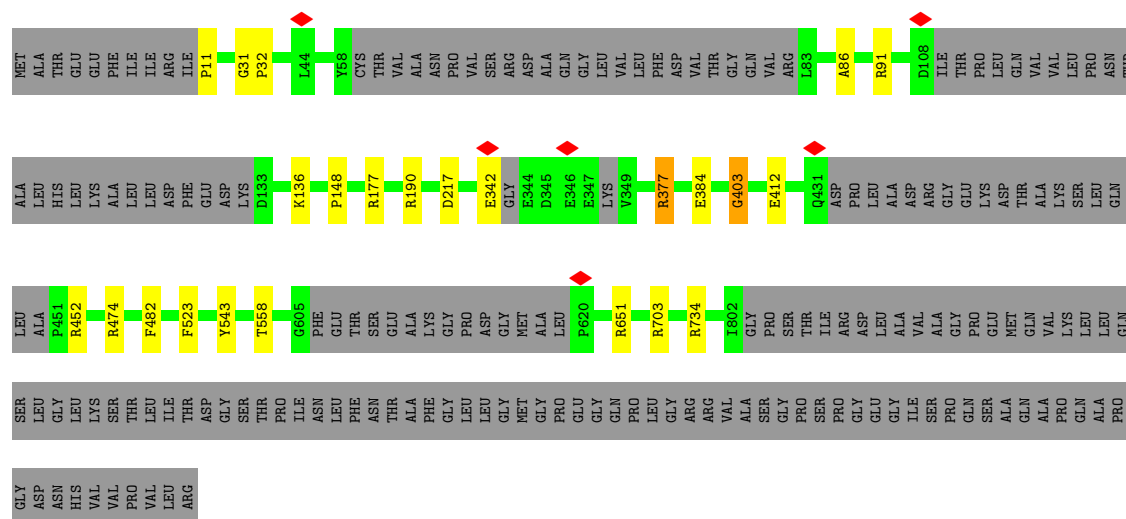 MET ALA THR GLU GLU PHE ILE ILE ARG ILE P11 G31 P32 L44 Y58 CYS THR VAL ALA ASN PRO VAL SER ARG ASP ALA GLN GLY LEU VAL LEU PHE ASP VAL THR GLY GLN VAL ARG L83 A86 R91 D108 ILE THR PRO LEU GLN VAL VAL LEU PRO ASN
ALA LEU HIS LEU LYS ALA LEU LEU ASP PHE GLU ASP LYS D133 K136 P148 R177 R190 D217 E342 GLY E344 D345 E346 E347 LYS V349 R377 E384 G403 E412 Q431 ASP PRO LEU ALA ASP ARG GLY GLU LYS ASP THR ALA LYS SER LEU GLN
LEU ALA P451 R452 R474 F482 F523 Y543 T558 G605 PHE GLU THR SER GLU ALA LYS GLY PRO ASP GLY MET ALA LEU P620 R651 R703 R734 I802 GLY PRO SER THR ILE ARG ASP LEU ALA VAL ALA GLY PRO GLU MET GLN VAL LYS LEU LEU GLN
SER LEU GLY LEU LYS SER THR LEU ILE THR ASP GLY SER THR PRO ILE ASN LEU PHE ASN THR ALA PHE GLY LEU LEU GLY MET GLY PRO GLU GLY GLN PRO LEU GLY ARG ARG VAL ALA SER GLY PRO SER PRO GLY GLU GLY ILE SER PRO GLN SER ALA GLN ALA PRO GLN ALA PRO
GLY ASP ASN HIS VAL VAL PRO VAL LEU ARG